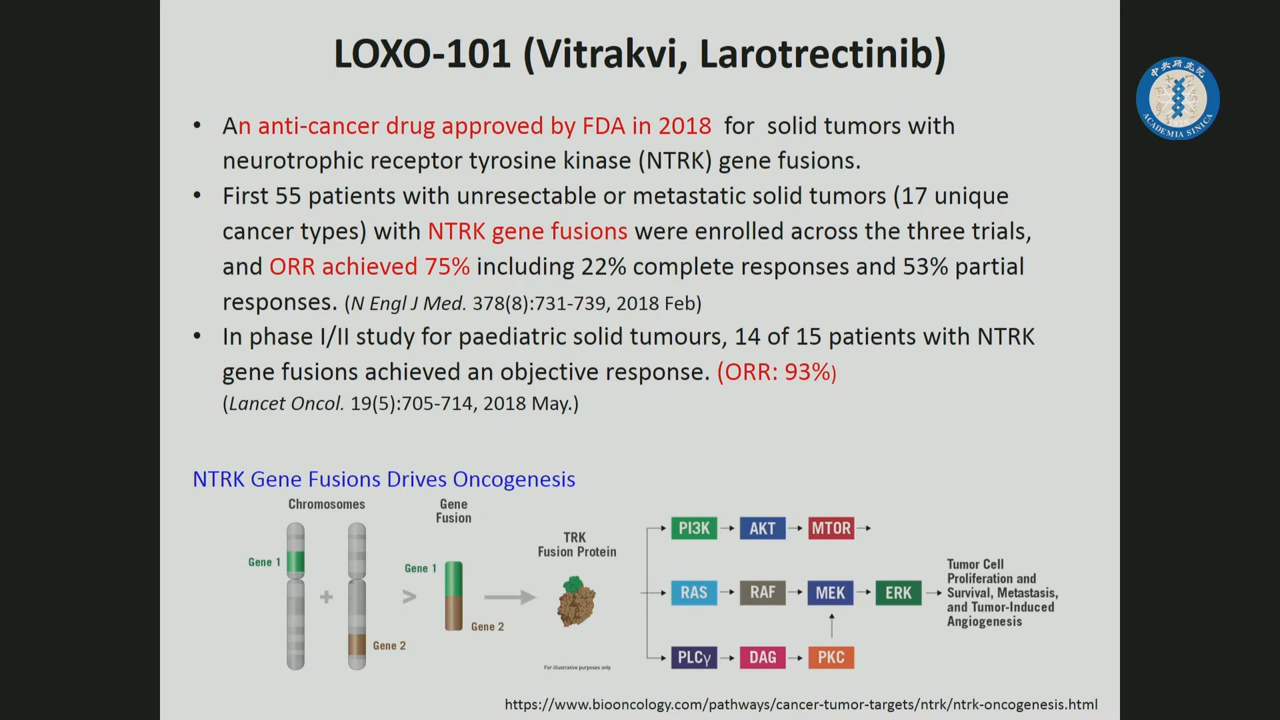 LOXO-101 (Vitrakvi, Larotrectinib)
中央研究院
ACADEMIA SINICA
• An anti-cancer drug approved by FDA in 2018 for solid tumors with
neurotrophic receptor tyrosine kinase (NTRK) gene fusions.
• First 55 patients with unresectable or metastatic solid tumors (17 unique
cancer types) with NTRK gene fusions were enrolled across the three trials,
and ORR achieved 75% including 22% complete responses and 53% partial
responses. (N Engl J Med. 378(8):731-739, 2018 Feb)
• In phase I/II study for paediatric solid tumours, 14 of 15 patients with NTRK
gene fusions achieved an objective response. (ORR: 93%)
(Lancet Oncol. 19(5):705-714, 2018 May.)
NTRK Gene Fusions Drives Oncogenesis
Chromosomes
Gene 1
+
Gene 2
>
Gene
Fusion
Gene 1
Gene 2
TRK
Fusion Protein
For illustrative purposes only
PI3K AKT MTOR
RAS RAF MEK ERK
PLCγ DAG PKC
Tumor Cell
Proliferation and
Survival, Metastasis,
and Tumor-Induced
Angiogenesis
https://www.biooncology.com/pathways/cancer-tumor-targets/ntrk/ntrk-oncogenesis.html